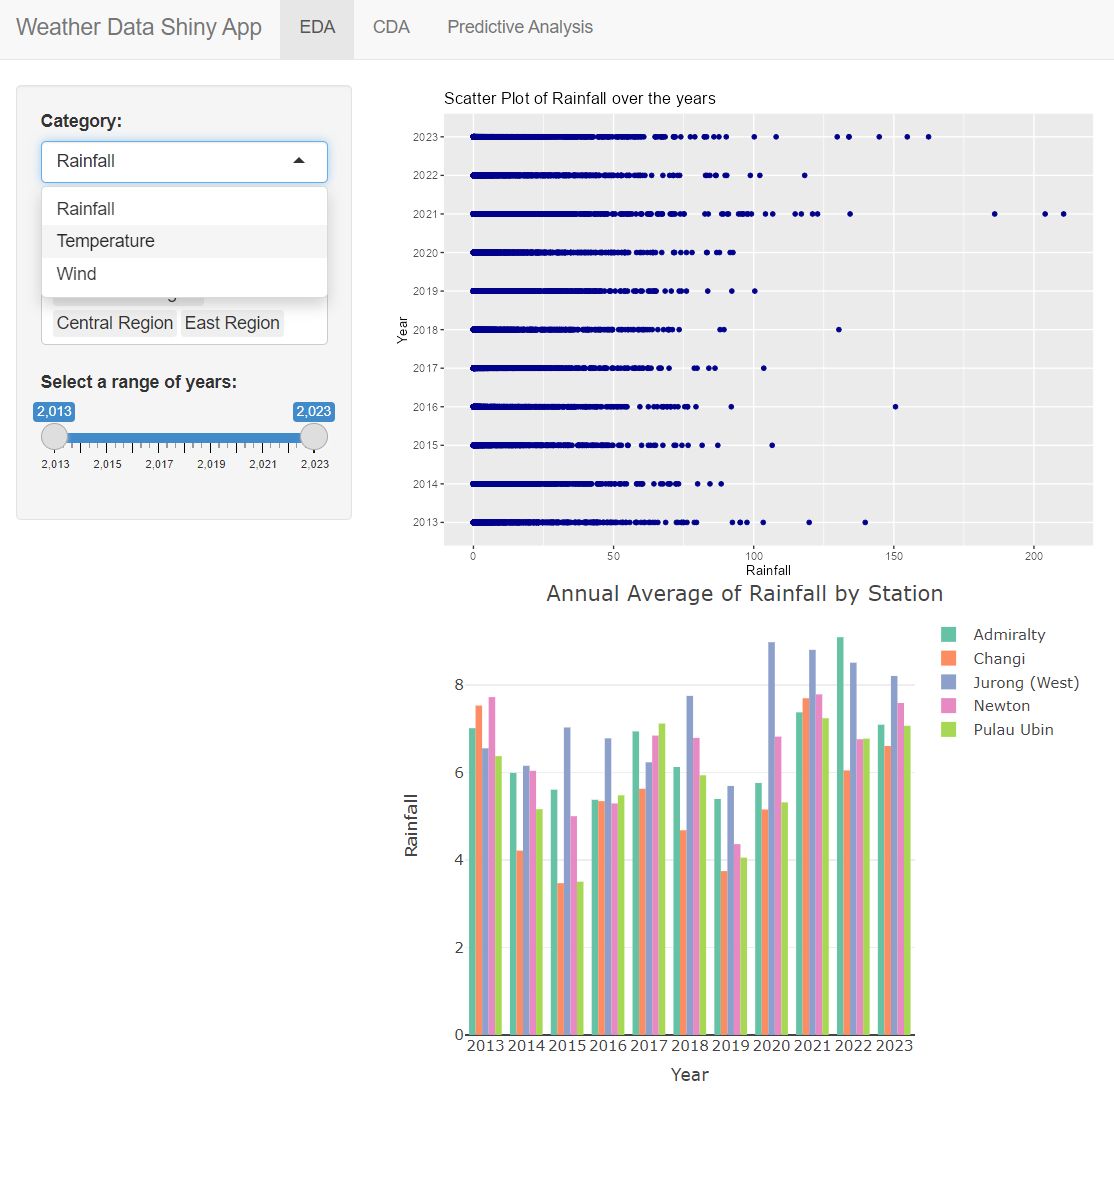 Weather Data Shiny App EDA CDA Predictive Analysis
Category:
Rainfall
Rainfall
Temperature
Wind
Central Region East Region
Select a range of years:
2,013 2,023
2,013 2,015 2,017 2,019 2,021 2,023
Scatter Plot of Rainfall over the years
2023
2022
2021
2020
2019
2018
2017
2016
2015
2014
2013
Year
0 50 100 150 200
Rainfall
Annual Average of Rainfall by Station
Admiralty
Changi
Jurong (West)
Newton
Pulau Ubin
8
6
4
2
0
Rainfall
2013 2014 2015 2016 2017 2018 2019 2020 2021 2022 2023
Year